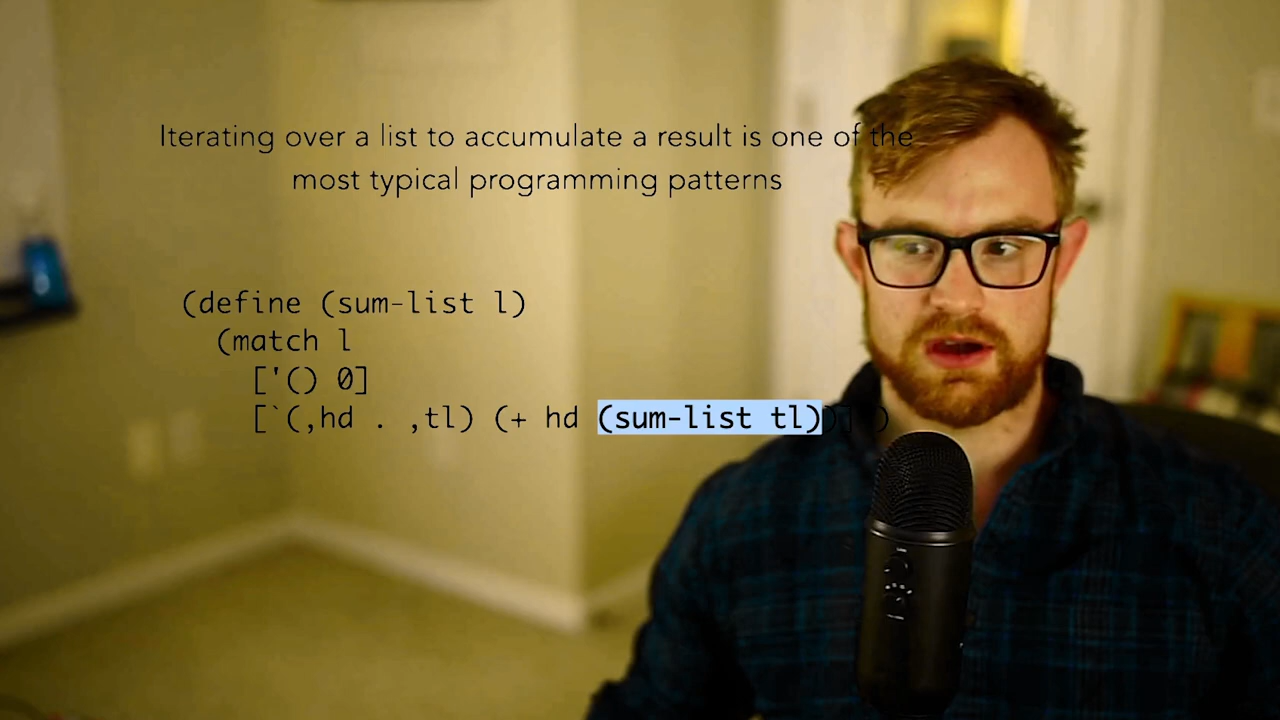 Iterating over a list to accumulate a result is one of the
most typical programming patterns
(define (sum-list l)
(match l
['() 0]
[`(,hd . ,tl) (+ hd (sum-list tl))] )